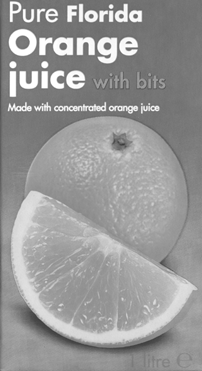 Pure Florida
Orange
juice with bits
Made with concentrated orange juice
1 litre ℮